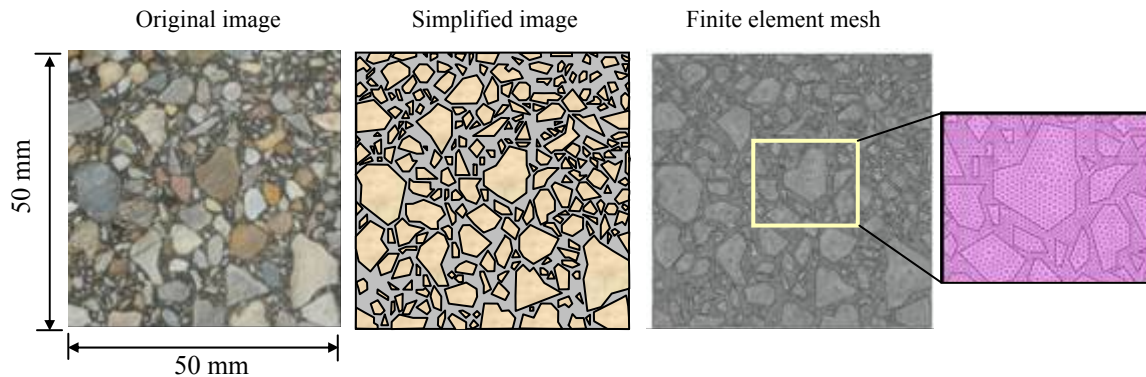 Original image
Simplified image
Finite element mesh
50 mm
50 mm